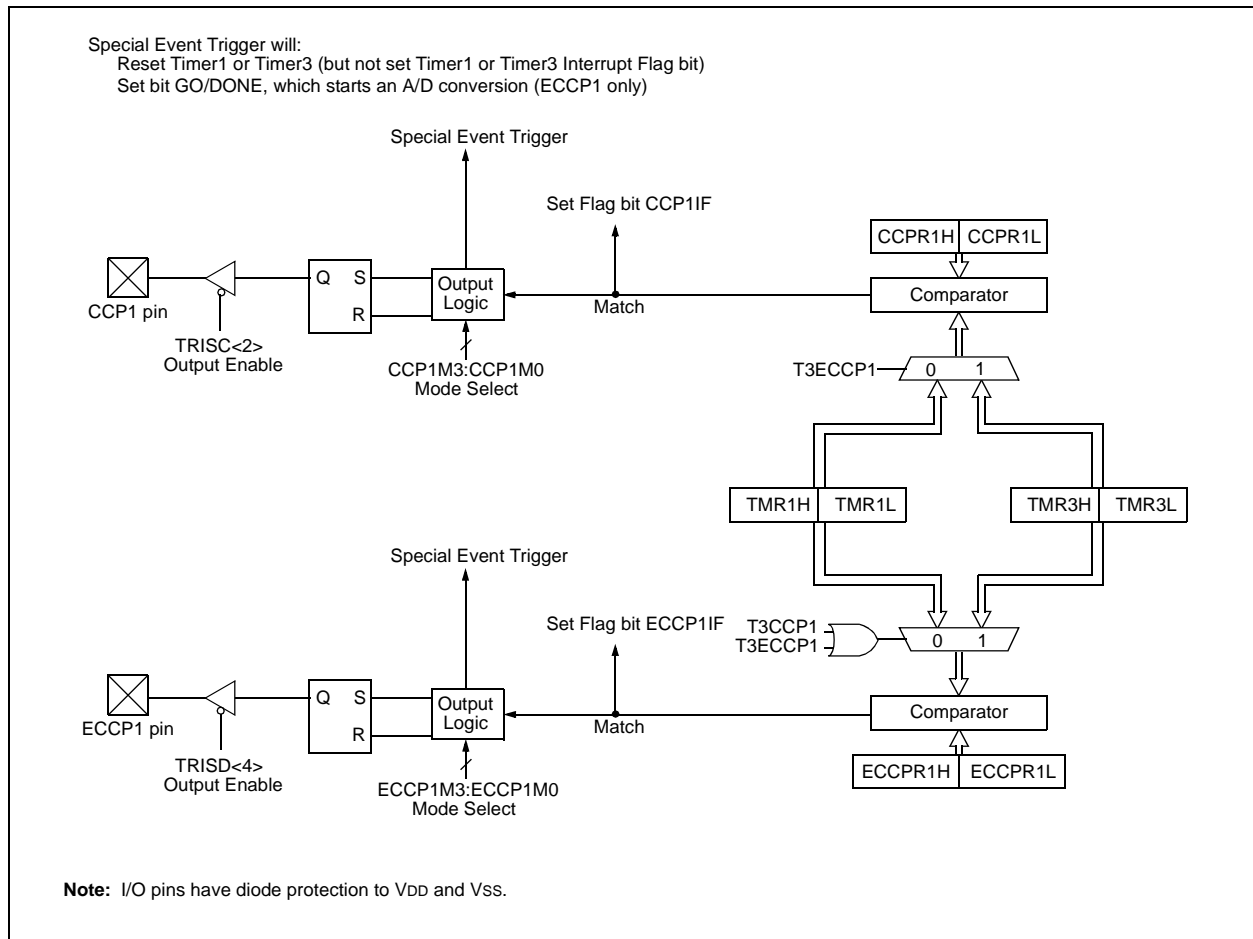 Special Event Trigger will:
Reset Timer1 or Timer3 (but not set Timer1 or Timer3 Interrupt Flag bit)
Set bit GO/DONE, which starts an A/D conversion (ECCP1 only)
Special Event Trigger
Set Flag bit CCP1IF
CCPR1H CCPR1L
Q S
R
Output
Logic
Comparator
Match
CCP1 pin
TRISC<2>
Output Enable
CCP1M3:CCP1M0
Mode Select
T3ECCP1
0 1
TMR1H TMR1L
TMR3H TMR3L
Special Event Trigger
Set Flag bit ECCP1IF
T3CCP1
T3ECCP1
0 1
Q S
R
Output
Logic
Comparator
Match
ECCP1 pin
TRISD<4>
Output Enable
ECCP1M3:ECCP1M0
Mode Select
ECCPR1H ECCPR1L
Note: I/O pins have diode protection to VDD and VSS.